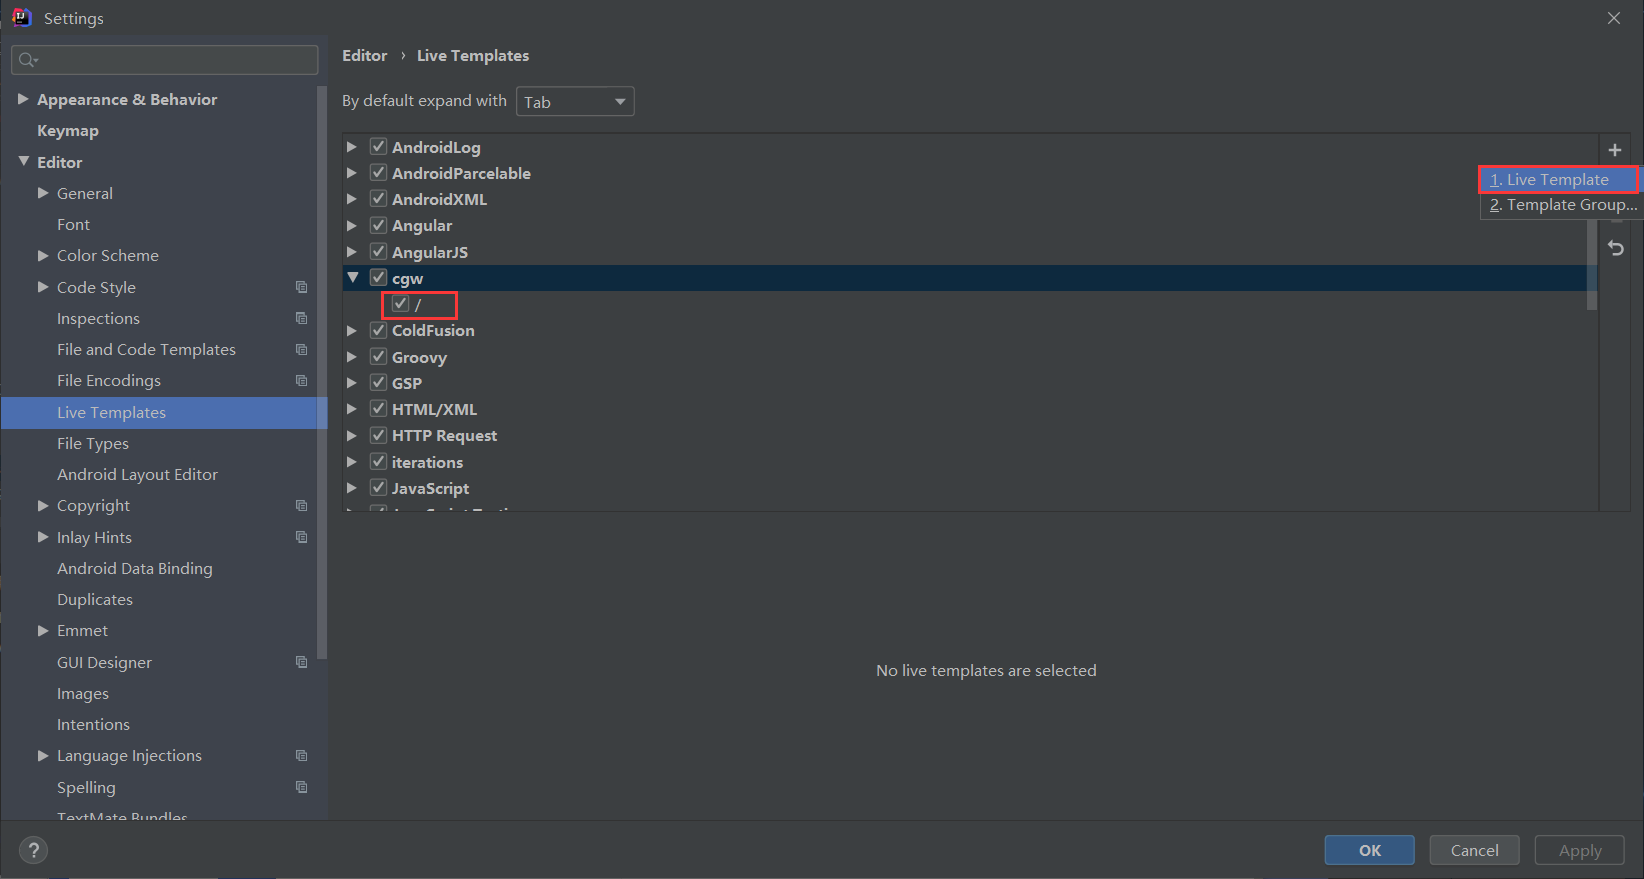 Settings
Editor › Live Templates
By default expand with Tab
Appearance & Behavior
Keymap
Editor
General
Font
Color Scheme
Code Style
Inspections
File and Code Templates
File Encodings
Live Templates
File Types
Android Layout Editor
Copyright
Inlay Hints
Android Data Binding
Duplicates
Emmet
GUI Designer
Images
Intentions
Language Injections
Spelling
TextMate Bundles
AndroidLog
AndroidParcelable
AndroidXML
Angular
AngularJS
cgw
/
ColdFusion
Groovy
GSP
HTML/XML
HTTP Request
iterations
JavaScript
1. Live Template
2. Template Group...
No live templates are selected
?
OK
Cancel
Apply